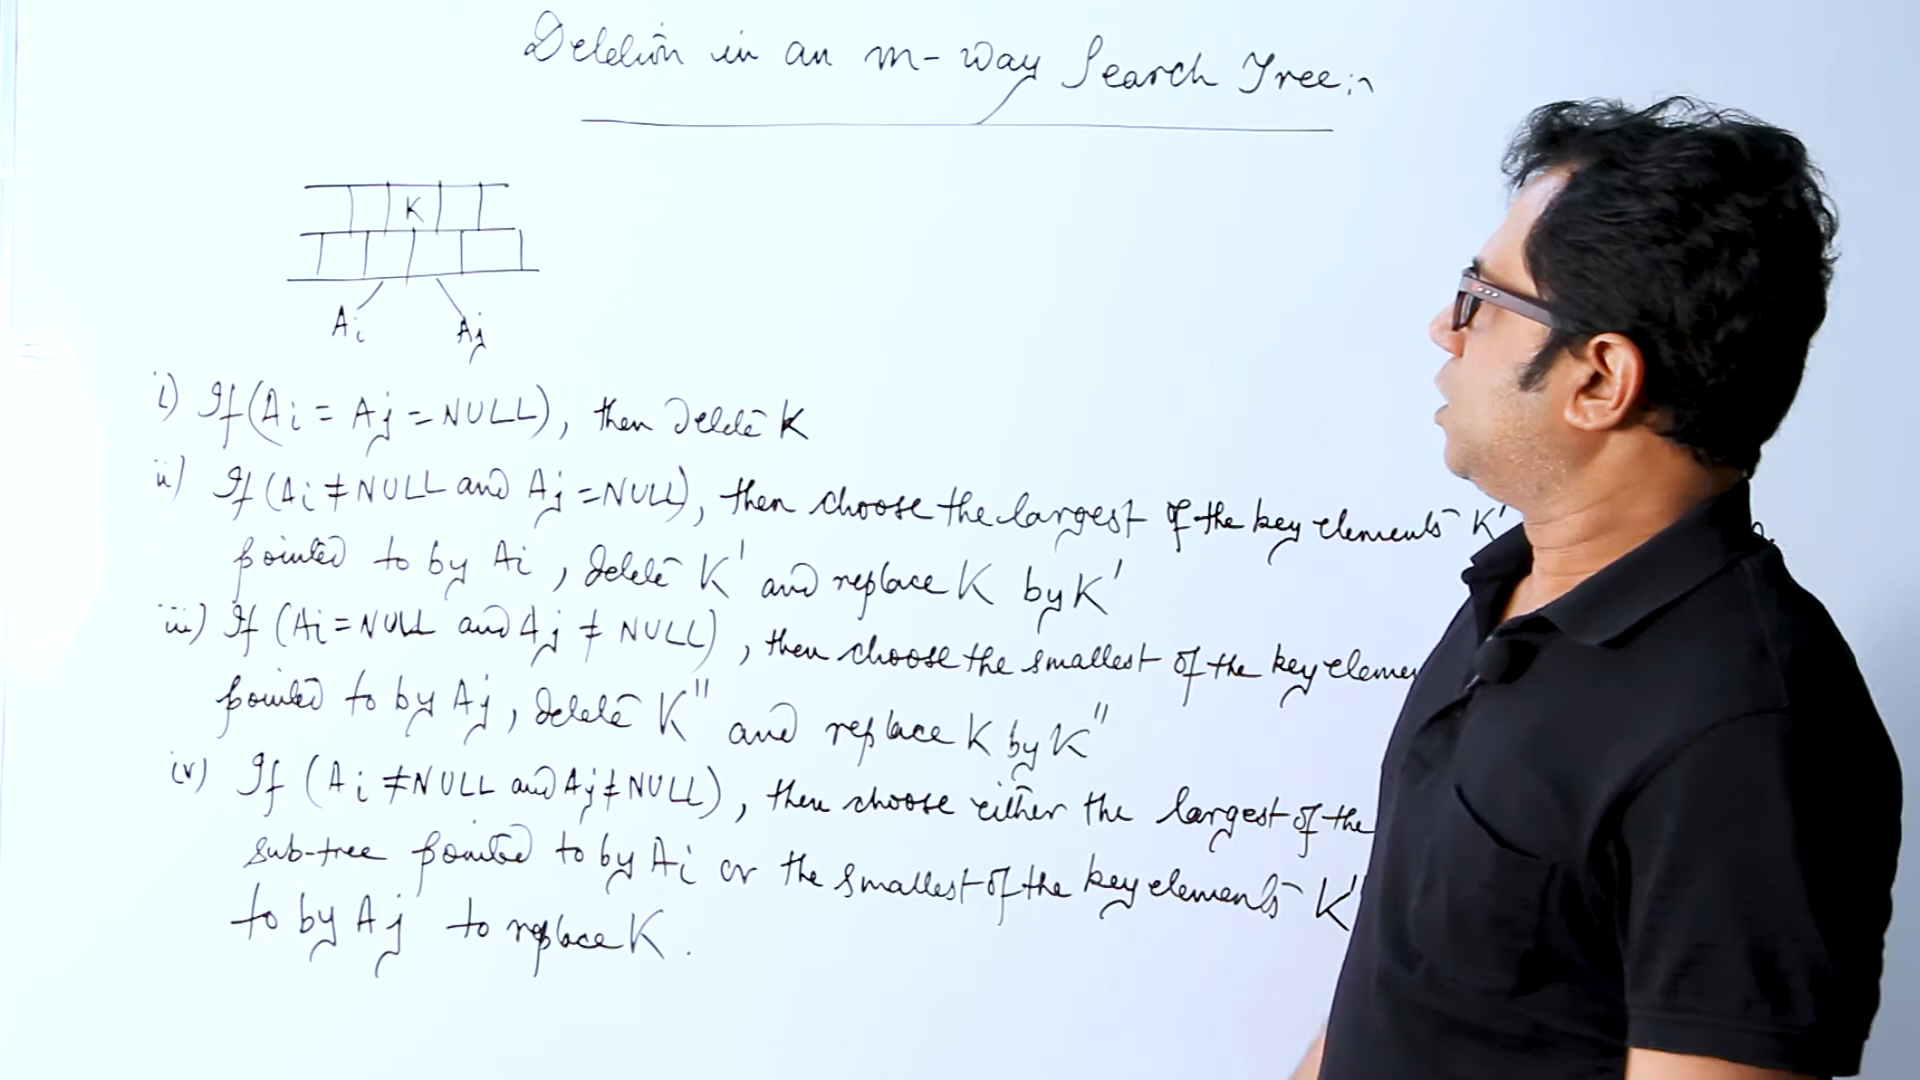 Deletion in an m-way Search Tree:-
K
Ai Aj
i) If (Ai = Aj = NULL), then delete K
ii) If (Ai ≠ NULL and Aj = NULL), then choose the largest of the key elements K'
pointed to by Ai, delete K' and replace K by K'
iii) If (Ai = NULL and Aj ≠ NULL), then choose the smallest of the key
pointed to by Aj, delete K" and replace K by K"
iv) If (Ai ≠ NULL and Aj ≠ NULL), then choose either the largest of the
sub-tree pointed to by Ai or the smallest of the key elements K
to by Aj to replace K.